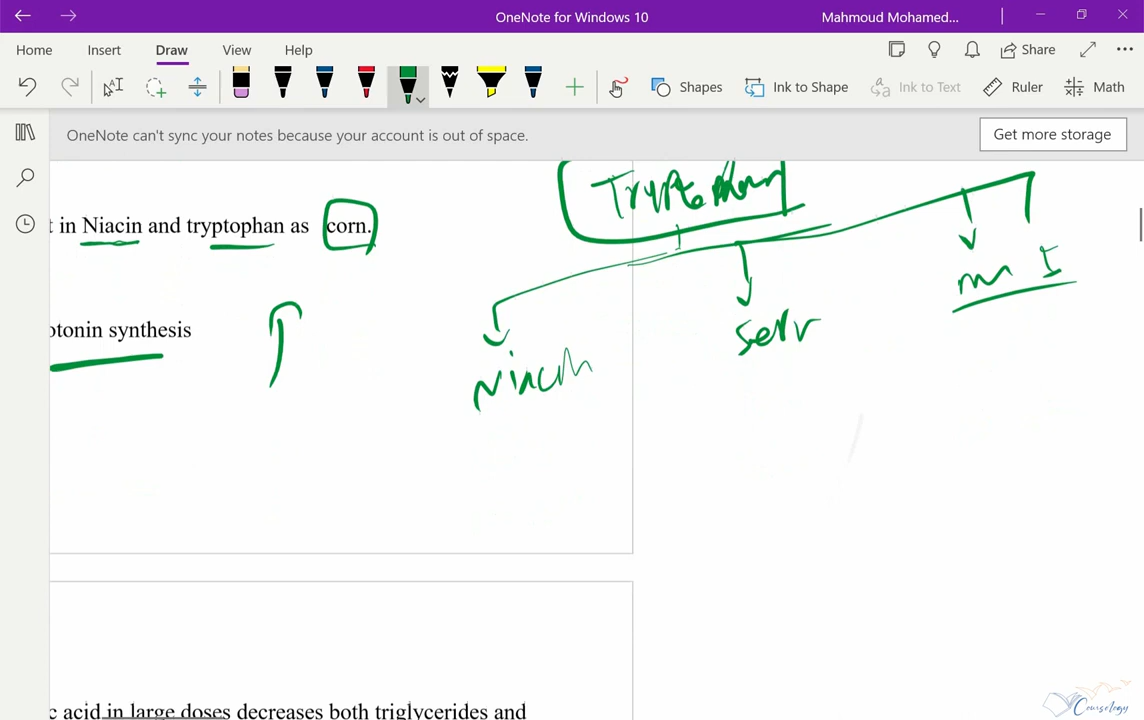 OneNote for Windows 10
Mahmoud Mohamed...
Home Insert Draw View Help
Share
Shapes Ink to Shape Ink to Text Ruler Math
OneNote can't sync your notes because your account is out of space.
Get more storage
t in Niacin and tryptophan as corn.
otonin synthesis
Niacin
c acid in large doses decreases both triglycerides and
Coursology